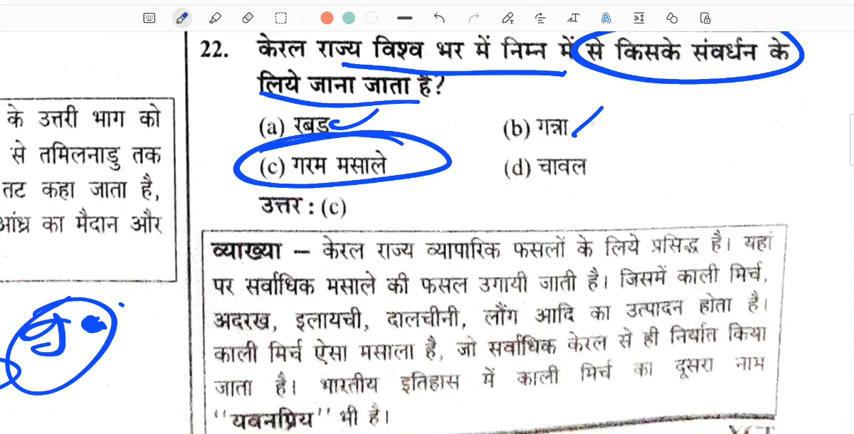 22. केरल राज्य विश्व भर में निम्न में से किसके संवर्धन के
लिये जाना जाता है?
(a) रबड़
(b) गन्ना
(c) गरम मसाले
(d) चावल
उत्तर : (c)
व्याख्या – केरल राज्य व्यापारिक फसलों के लिये प्रसिद्ध है। यहां
पर सर्वाधिक मसाले की फसल उगायी जाती है। जिसमें काली मिर्च,
अदरख, इलायची, दालचीनी, लौंग आदि का उत्पादन होता है।
काली मिर्च ऐसा मसाला है, जो सर्वाधिक केरल से ही निर्यात किया
जाता है। भारतीय इतिहास में काली मिर्च का दूसरा नाम
''यवनप्रिय'' भी है।
के उत्तरी भाग को
से तमिलनाडु तक
तट कहा जाता है,
आंध्र का मैदान और